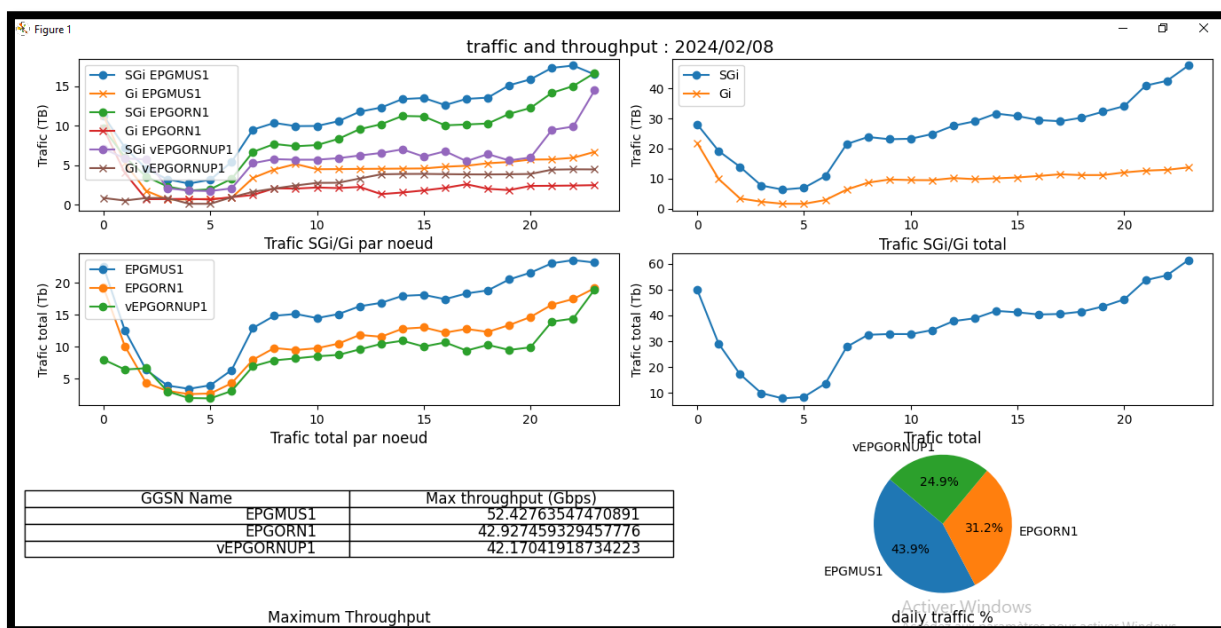 Figure 1
traffic and throughput : 2024/02/08
Trafic (TB)
15
10
5
0
SGi EPGMUS1
Gi EPGMUS1
SGi EPGORN1
Gi EPGORN1
SGi vEPGORNUP1
Gi vEPGORNUP1
0 5 10 15 20
Trafic SGi/Gi par noeud
Trafic (TB)
40
30
20
10
0
SGi
Gi
0 5 10 15 20
Trafic SGi/Gi total
Trafic total (Tb)
20
15
10
5
EPGMUS1
EPGORN1
vEPGORNUP1
0 5 10 15 20
Trafic total par noeud
Trafic total (Tb)
60
50
40
30
20
10
0 5 10 15 20
Trafic total
GGSN Name Max throughput (Gbps)
EPGMUS1 52.42763547470891
EPGORN1 42.927459329457776
vEPGORNUP1 42.17041918734223
Maximum Throughput
vEPGORNUP1
24.9%
31.2%
EPGORN1
43.9%
EPGMUS1
Activer Windows
daily traffic %